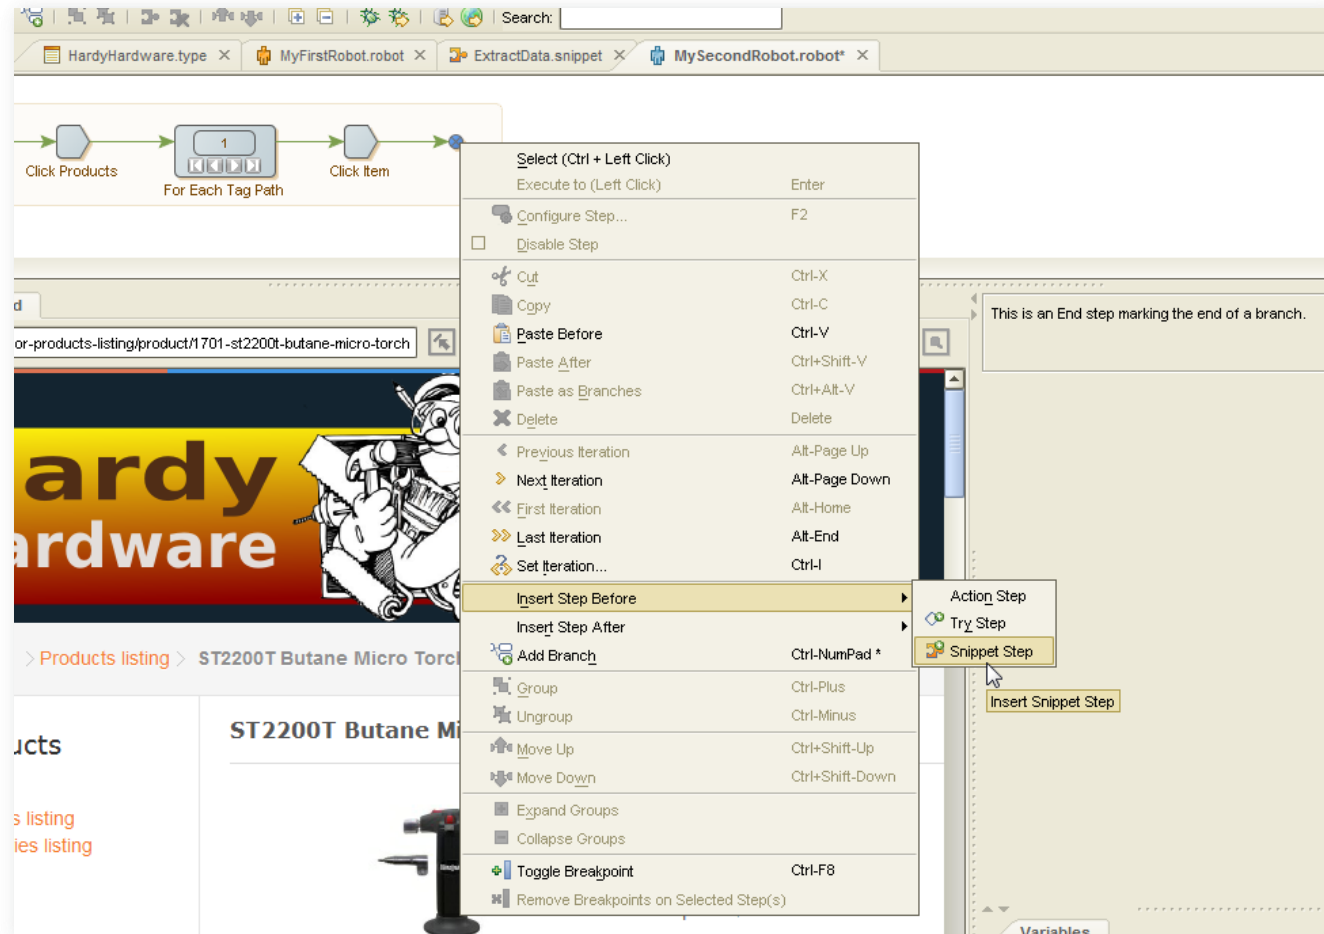 Search:
HardyHardware.type
MyFirstRobot.robot
ExtractData.snippet
MySecondRobot.robot*
1
Click Products
For Each Tag Path
Click Item
Select (Ctrl + Left Click)
Execute to (Left Click) Enter
Configure Step... F2
Disable Step
Cut Ctrl-X
Copy Ctrl-C
Paste Before Ctrl-V
Paste After Ctrl+Shift-V
Paste as Branches Ctrl+Alt-V
Delete Delete
Previous Iteration Alt-Page Up
Next Iteration Alt-Page Down
First Iteration Alt-Home
Last Iteration Alt-End
Set Iteration... Ctrl-I
Insert Step Before
Insert Step After
Add Branch Ctrl-NumPad *
Group Ctrl-Plus
Ungroup Ctrl-Minus
Move Up Ctrl+Shift-Up
Move Down Ctrl+Shift-Down
Expand Groups
Collapse Groups
Toggle Breakpoint Ctrl-F8
Remove Breakpoints on Selected Step(s)
Action Step
Try Step
Snippet Step
Insert Snippet Step
This is an End step marking the end of a branch.
d
or-products-listing/product/1701-st2200t-butane-micro-torch
ardy
ardware
> Products listing > ST2200T Butane Micro Torcl
ucts
s listing
ies listing
ST2200T Butane Mi
Variables